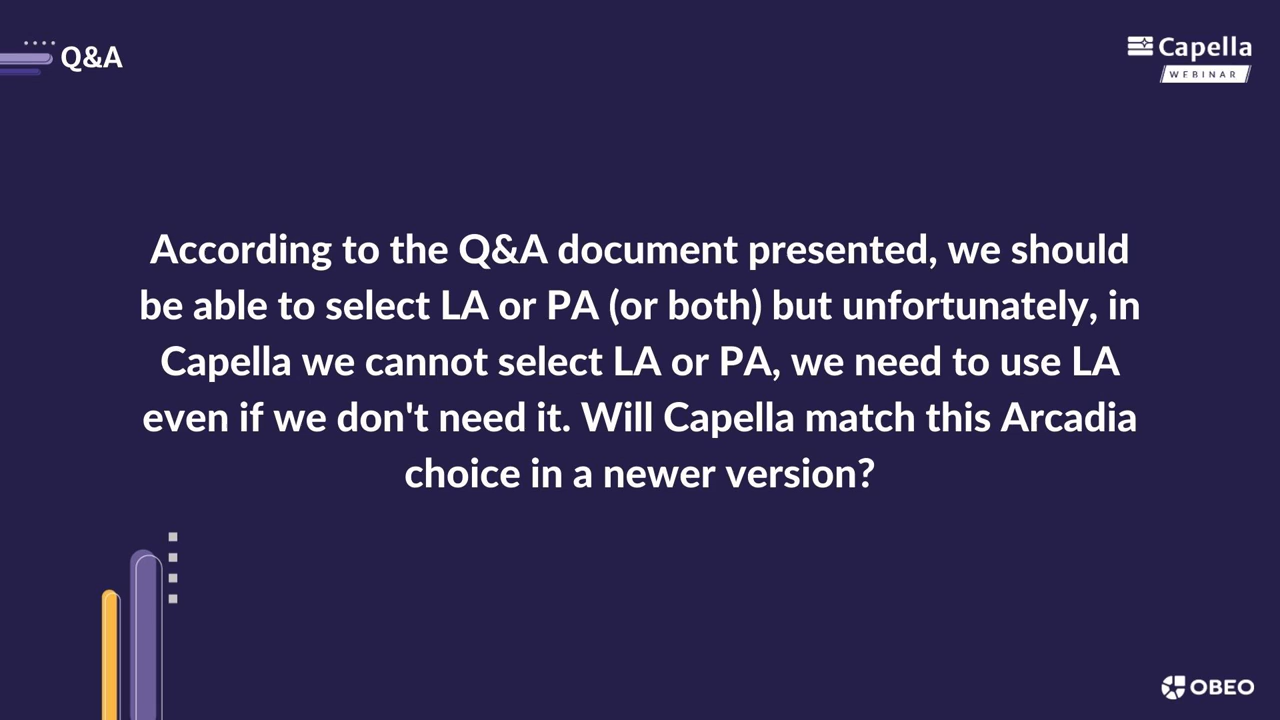 Q&A
Capella
WEBINAR
According to the Q&A document presented, we should
be able to select LA or PA (or both) but unfortunately, in
Capella we cannot select LA or PA, we need to use LA
even if we don't need it. Will Capella match this Arcadia
choice in a newer version?
OBEO